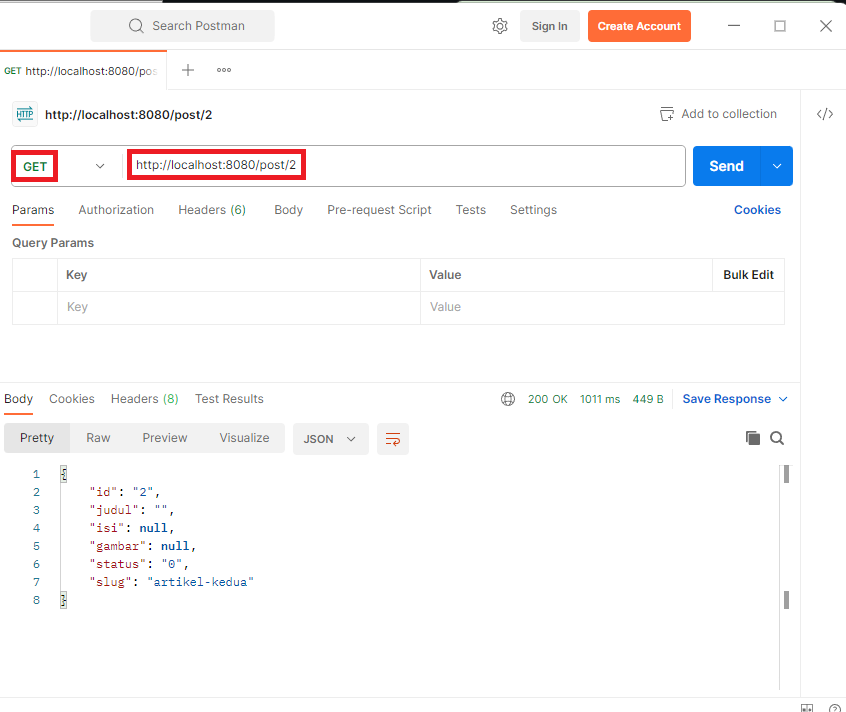 Search Postman
Sign In
Create Account
GET http://localhost:8080/pos
HTTP http://localhost:8080/post/2
Add to collection
GET http://localhost:8080/post/2
Send
Params Authorization Headers (6) Body Pre-request Script Tests Settings Cookies
Query Params
Key Value Bulk Edit
Key Value
Body Cookies Headers (8) Test Results 200 OK 1011 ms 449 B Save Response
Pretty Raw Preview Visualize JSON
1 {
2 "id": "2",
3 "judul": "",
4 "isi": null,
5 "gambar": null,
6 "status": "0",
7 "slug": "artikel-kedua"
8 }